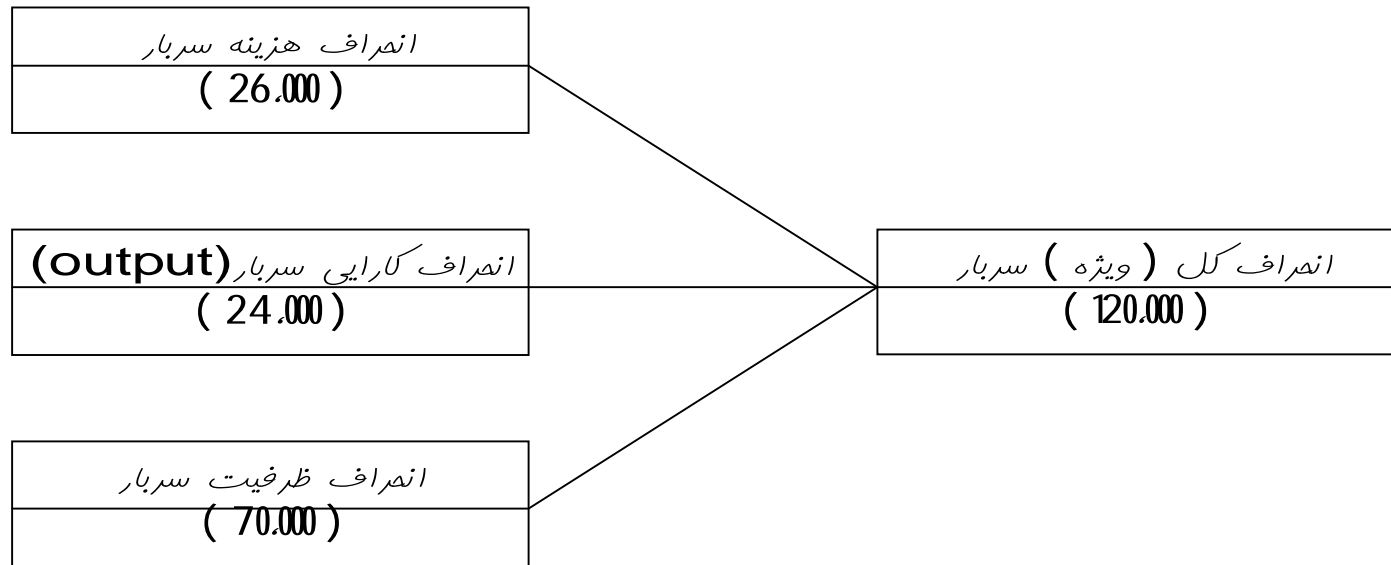 انحراف هزینه سربار
( 26.000 )
انحراف کارایی سربار(output)
( 24.000 )
انحراف کل ( ویژه ) سربار
( 120.000 )
انحراف ظرفیت سربار
( 70.000 )